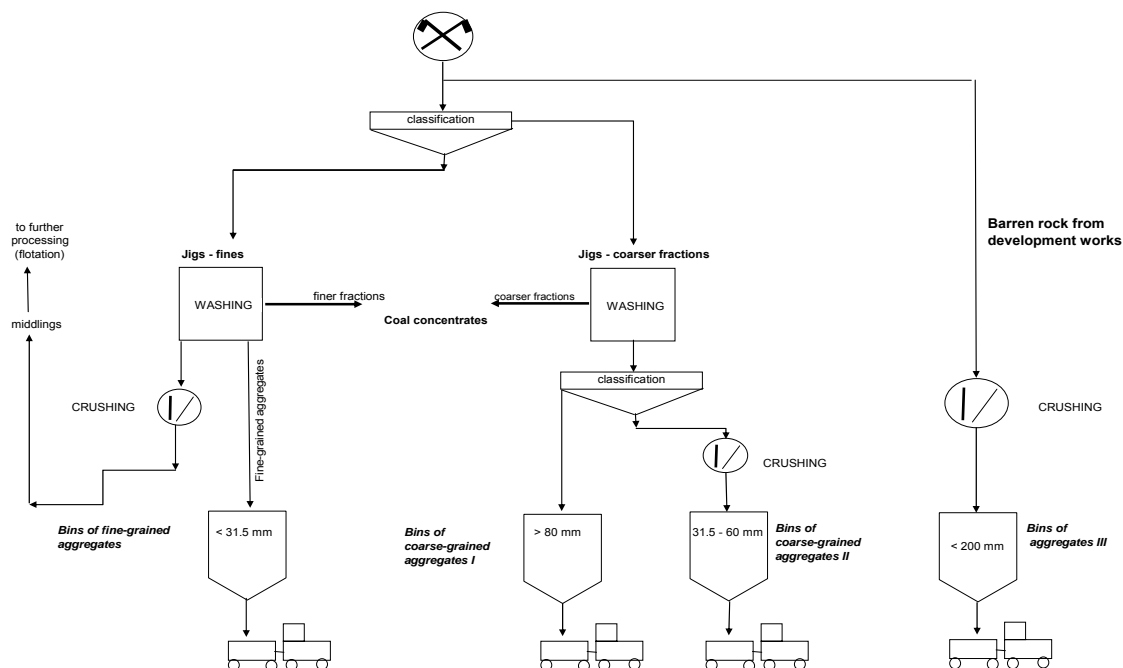 classification
to further
processing
(flotation)
Barren rock from
development works
Jigs - fines
Jigs - coarser fractions
WASHING
finer fractions
coarser fractions
WASHING
Coal concentrates
middlings
Fine-grained aggregates
classification
CRUSHING
CRUSHING
CRUSHING
Bins of fine-grained
aggregates
< 31.5 mm
Bins of
coarse-grained
aggregates I
> 80 mm
31.5 - 60 mm
Bins of
coarse-grained
aggregates II
< 200 mm
Bins of
aggregates III